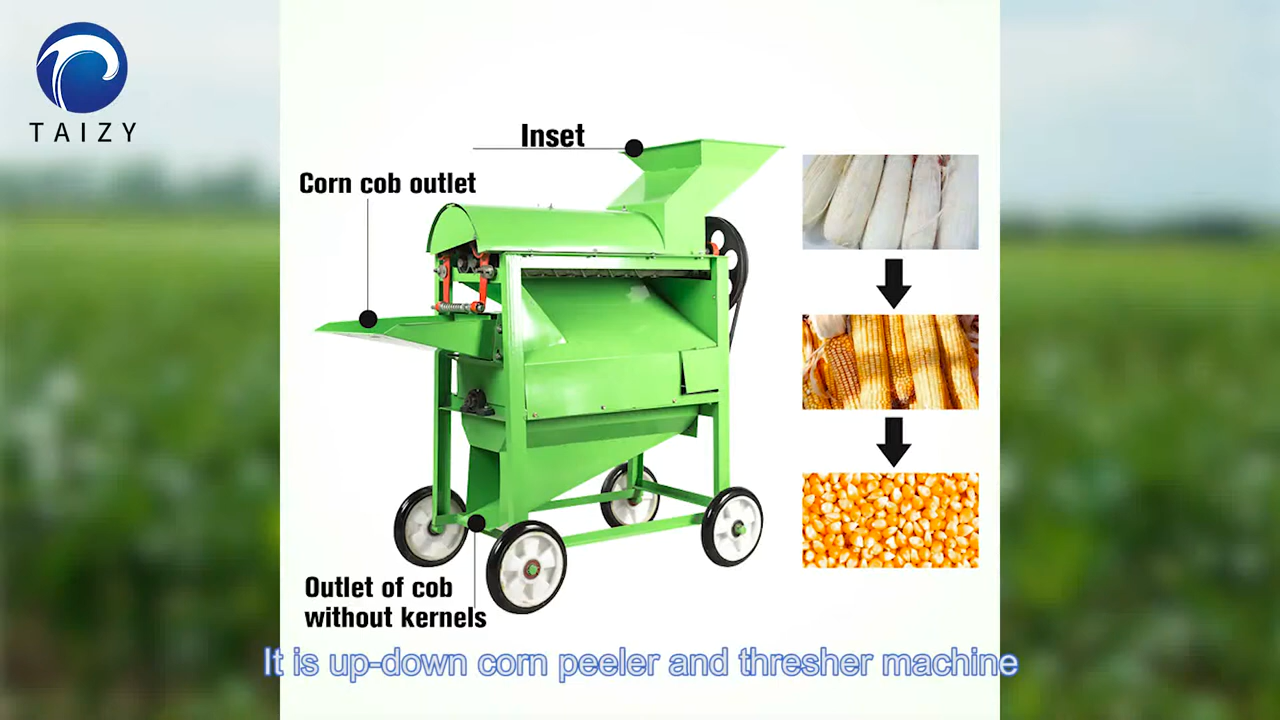 TAIZY
Inset
Corn cob outlet
Outlet of cob
without kernels
It is up-down corn peeler and thresher machine